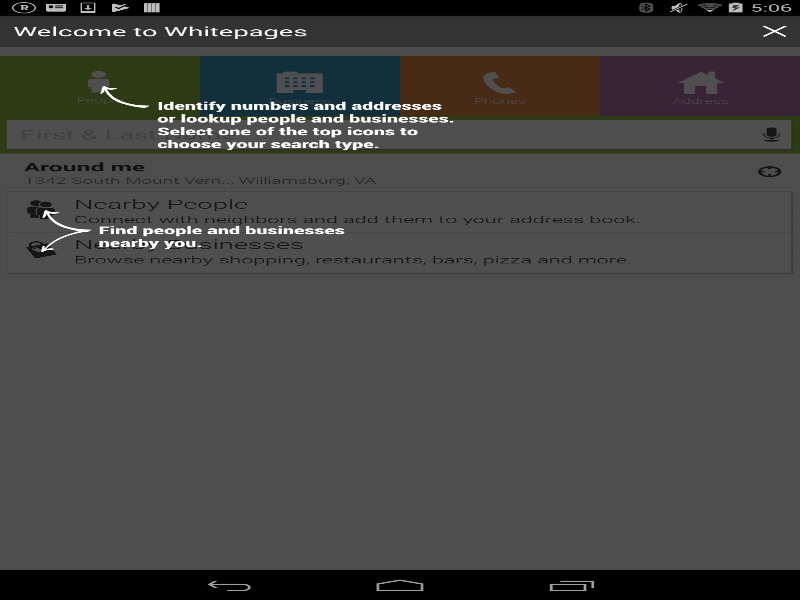 5:06
Welcome to Whitepages
People
Phones
Address
Identify numbers and addresses
or lookup people and businesses.
Select one of the top icons to
choose your search type.
First & Last
Around me
1342 South Mount Vern.., Williamsburg, VA
Nearby People
Connect with neighbors and add them to your address book.
Find people and businesses
nearby you.
Nearby Businesses
Browse nearby shopping, restaurants, bars, pizza and more.